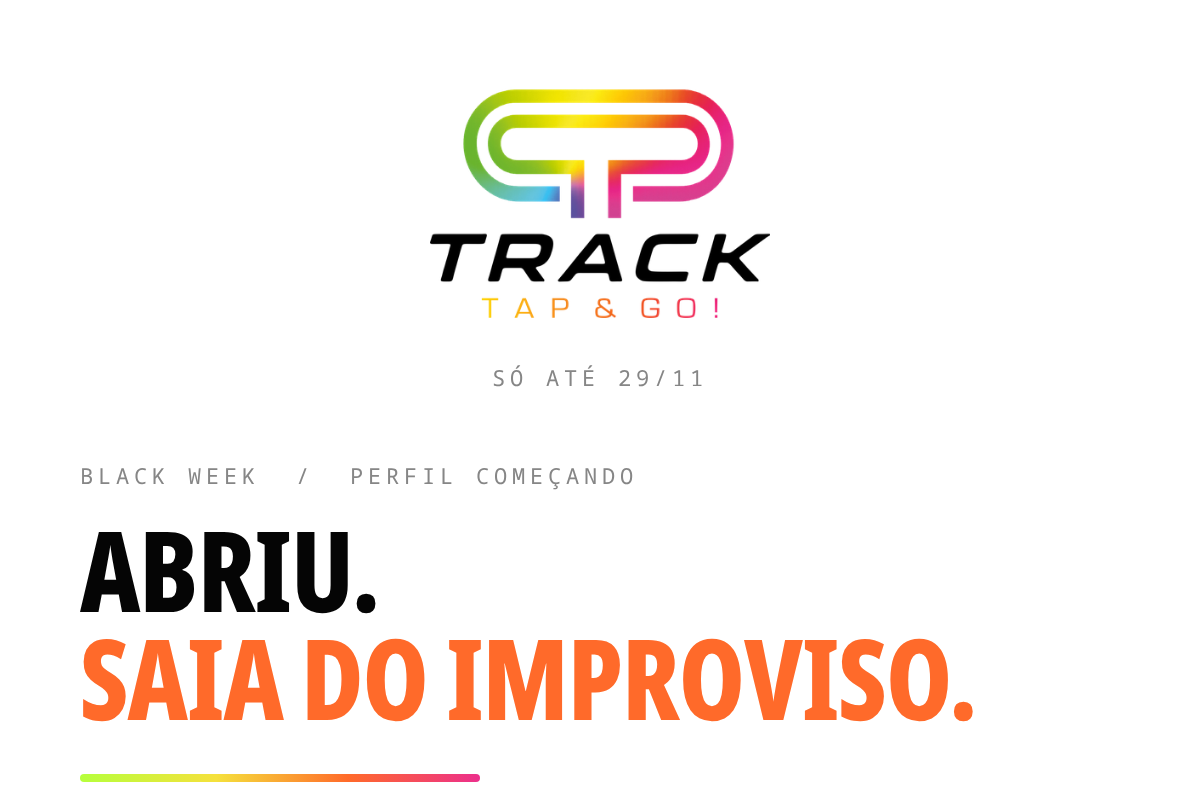 TRACK
TAP & GO!
SÓ ATÉ 29/11
BLACK WEEK / PERFIL COMEÇANDO
ABRIU.
SAIA DO IMPROVISO.